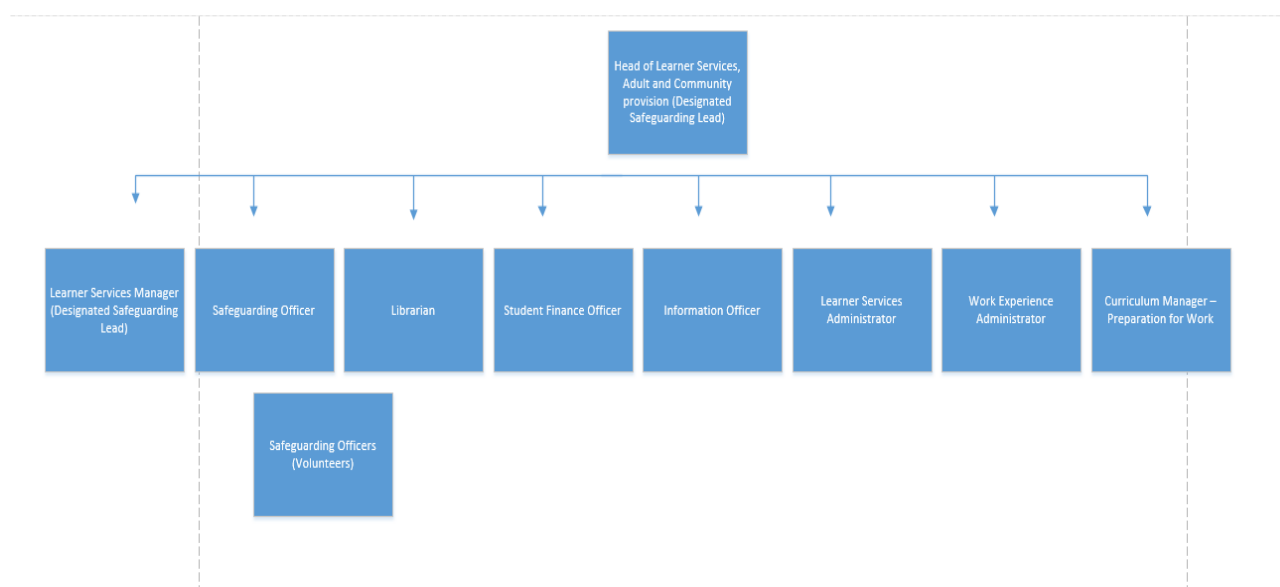 Head of Learner Services,
Adult and Community
provision (Designated
Safeguarding Lead)
Learner Services Manager
(Designated Safeguarding
Lead)
Safeguarding Officer
Librarian
Student Finance Officer
Information Officer
Learner Services
Administrator
Work Experience
Administrator
Curriculum Manager –
Preparation for Work
Safeguarding Officers
(Volunteers)